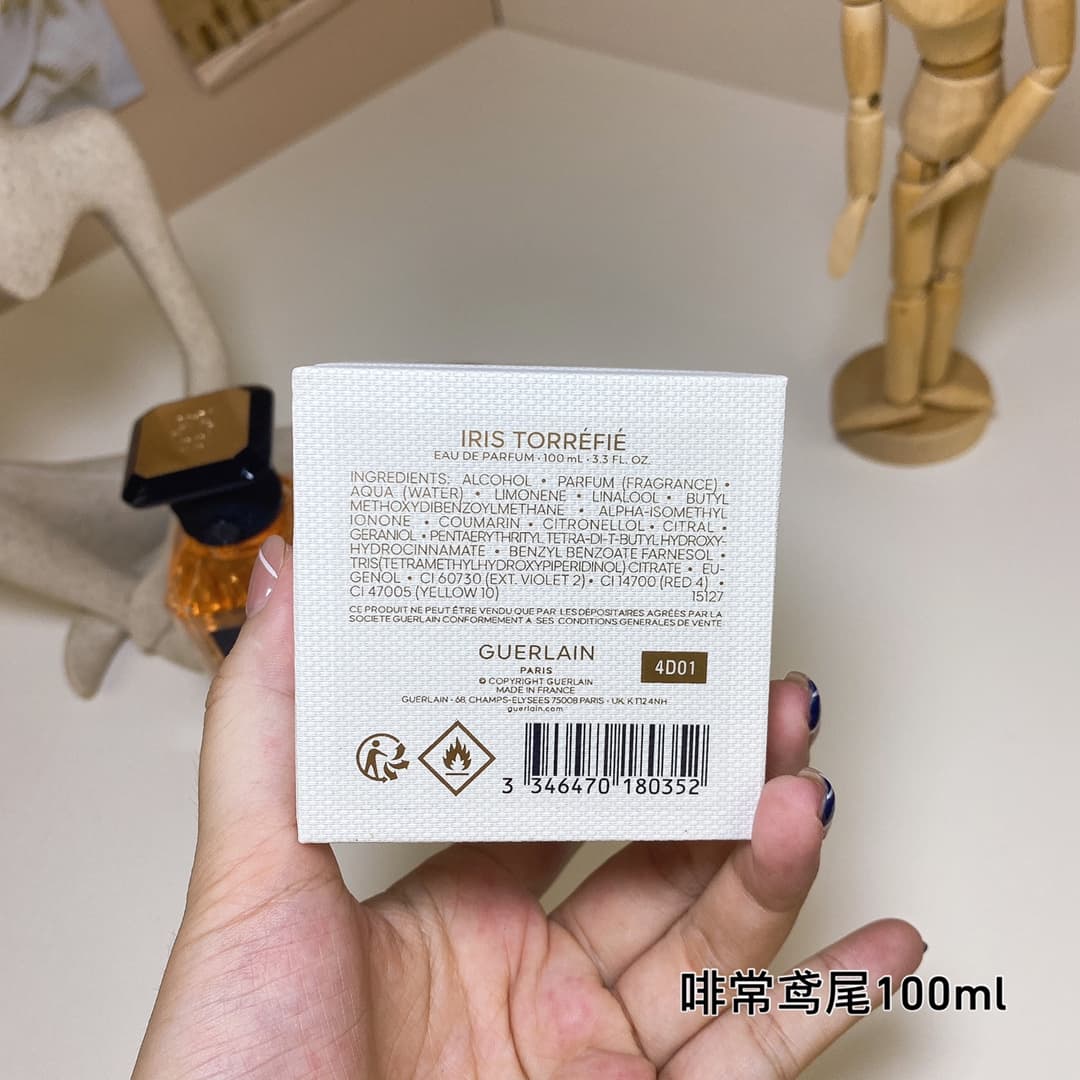 IRIS TORRÉFIÉ
EAU DE PARFUM · 100 mL · 3.3 FL. OZ.
INGREDIENTS: ALCOHOL • PARFUM (FRAGRANCE) •
AQUA (WATER) • LIMONENE • LINALOOL • BUTYL
METHOXYDIBENZOYLMETHANE • ALPHA-ISOMETHYL
IONONE • COUMARIN • CITRONELLOL • CITRAL •
GERANIOL • PENTAERYTHRITYL TETRA-DI-T-BUTYL HYDROXY-
HYDROCINNAMATE • BENZYL BENZOATE FARNESOL •
TRIS(TETRAMETHYLHYDROXYPIPERIDINOL) CITRATE • EU-
GENOL • CI 60730 (EXT. VIOLET 2) • CI 14700 (RED 4) •
CI 47005 (YELLOW 10) 15127
CE PRODUIT NE PEUT ÊTRE VENDU QUE PAR LES DÉPOSITAIRES AGRÉES PAR LA
SOCIETE GUERLAIN CONFORMEMENT A SES CONDITIONS GENERALES DE VENTE
GUERLAIN
PARIS
4D01
© COPYRIGHT GUERLAIN
MADE IN FRANCE
GUERLAIN - 68, CHAMPS-ELYSEES 75008 PARIS - UK, KT12 4NH
guerlain.com
3 346470 180352
啡常鸢尾100ml